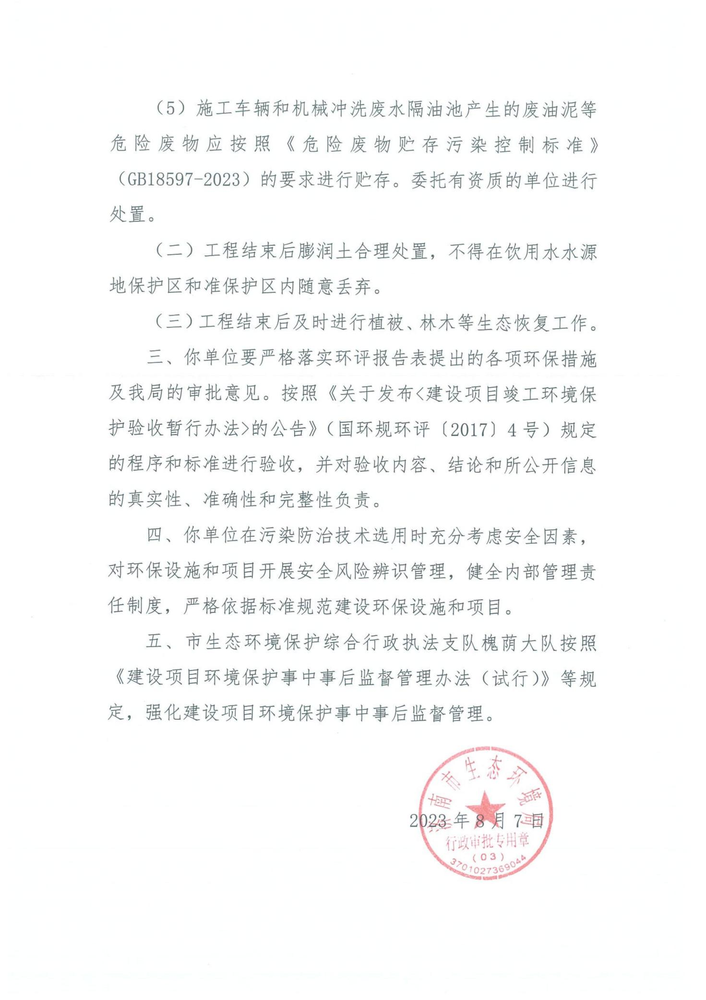 （5）施工车辆和机械冲洗废水隔油池产生的废油泥等
危险废物应按照《危险废物贮存污染控制标准》
（GB18597-2023）的要求进行贮存。委托有资质的单位进行
处置。
（二）工程结束后膨润土合理处置，不得在饮用水水源
地保护区和准保护区内随意丢弃。
（三）工程结束后及时进行植被、林木等生态恢复工作。
三、你单位要严格落实环评报告表提出的各项环保措施
及我局的审批意见。按照《关于发布<建设项目竣工环境保
护验收暂行办法>的公告》（国环规环评〔2017〕4号）规定
的程序和标准进行验收，并对验收内容、结论和所公开信息
的真实性、准确性和完整性负责。
四、你单位在污染防治技术选用时充分考虑安全因素，
对环保设施和项目开展安全风险辨识管理，健全内部管理责
任制度，严格依据标准规范建设环保设施和项目。
五、市生态环境保护综合行政执法支队槐荫大队按照
《建设项目环境保护事中事后监督管理办法（试行）》等规
定，强化建设项目环境保护事中事后监督管理。
济南市生态环境局
2023年8月7日
行政审批专用章
（03）
3701027369044